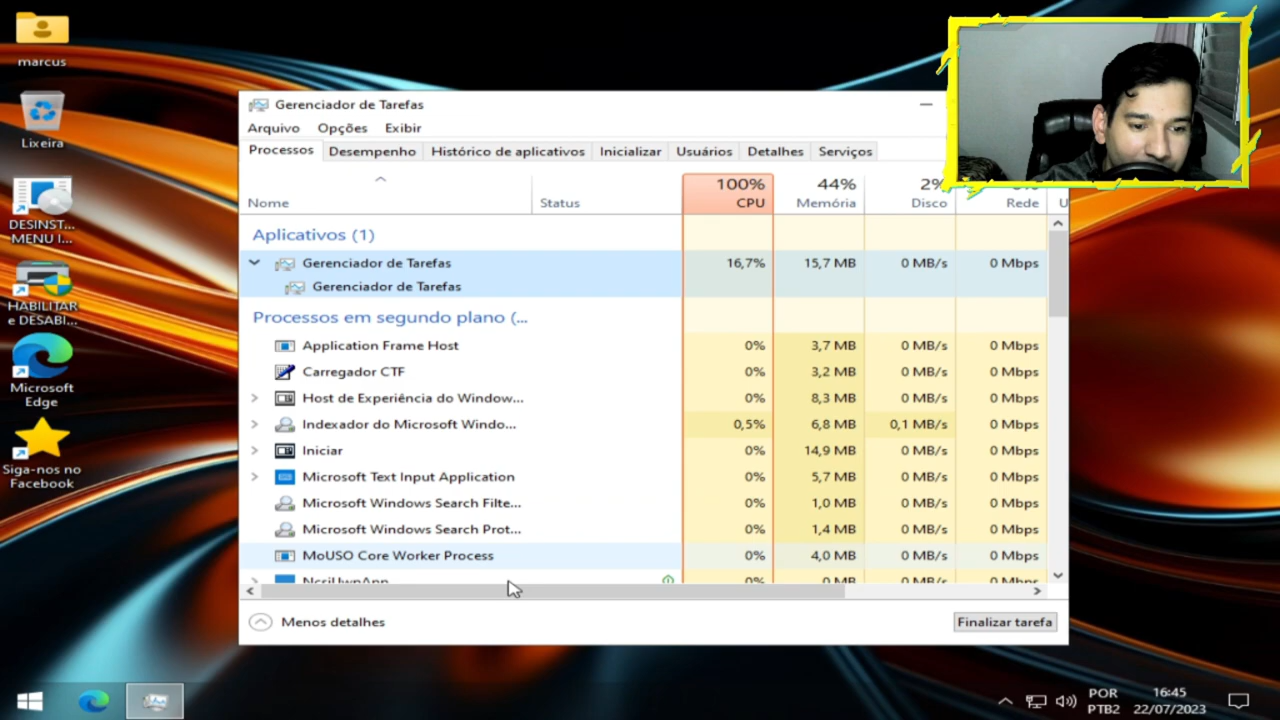 marcus
Lixeira
DESINST...
MENU I...
HABILITAR
e DESABI...
Microsoft
Edge
Siga-nos no
Facebook
Gerenciador de Tarefas
Arquivo Opções Exibir
Processos Desempenho Histórico de aplicativos Inicializar Usuários Detalhes Serviços
100% 44% 2%
Nome Status CPU Memória Disco Rede U
Aplicativos (1)
Gerenciador de Tarefas 16,7% 15,7 MB 0 MB/s 0 Mbps
Gerenciador de Tarefas
Processos em segundo plano (...
Application Frame Host 0% 3,7 MB 0 MB/s 0 Mbps
Carregador CTF 0% 3,2 MB 0 MB/s 0 Mbps
Host de Experiência do Window... 0% 8,3 MB 0 MB/s 0 Mbps
Indexador do Microsoft Windo... 0,5% 6,8 MB 0,1 MB/s 0 Mbps
Iniciar 0% 14,9 MB 0 MB/s 0 Mbps
Microsoft Text Input Application 0% 5,7 MB 0 MB/s 0 Mbps
Microsoft Windows Search Filte... 0% 1,0 MB 0 MB/s 0 Mbps
Microsoft Windows Search Prot... 0% 1,4 MB 0 MB/s 0 Mbps
MoUSO Core Worker Process 0% 4,0 MB 0 MB/s 0 Mbps
NcsiUwpApp 0% 0 MB 0 MB/s 0 Mbps
Menos detalhes Finalizar tarefa
POR
PTB2
16:45
22/07/2023